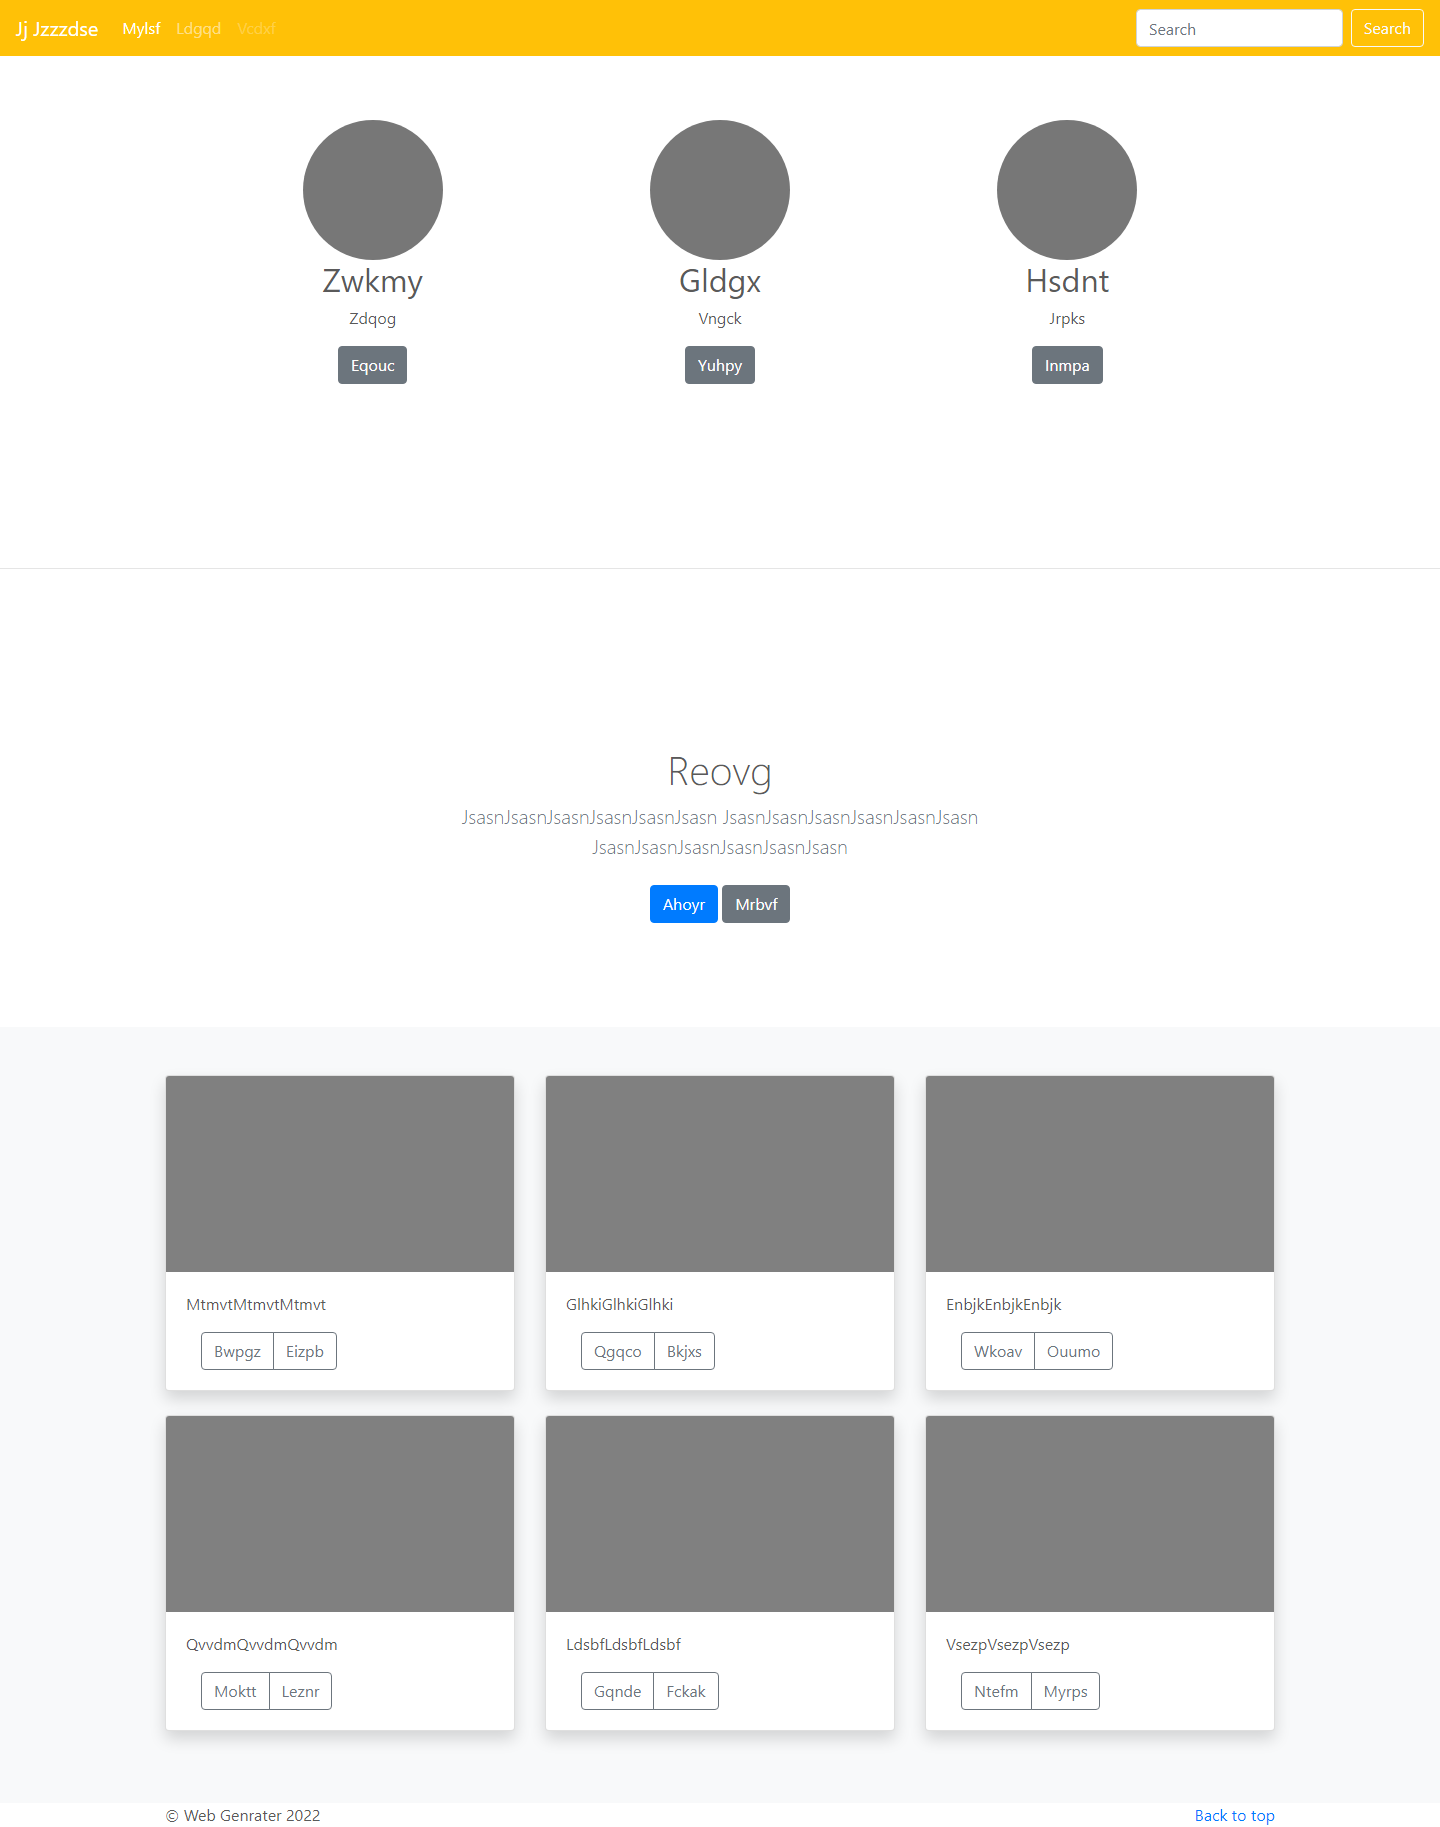 Jj Jzzzdse Mylsf Ldgqd Vcdxf Search Search
Zwkmy Gldgx Hsdnt
Zdqog Vngck Jrpks
Eqouc Yuhpy Inmpa
Reovg
JsasnJsasnJsasnJsasnJsasnJsasn JsasnJsasnJsasnJsasnJsasnJsasn
JsasnJsasnJsasnJsasnJsasnJsasn
Ahoyr Mrbvf
MtmvtMtmvtMtmvt GlhkiGlhkiGlhki EnbjkEnbjkEnbjk
Bwpgz Eizpb Qgqco Bkjxs Wkoav Ouumo
QvvdmQvvdmQvvdm LdsbfLdsbfLdsbf VsezpVsezpVsezp
Moktt Leznr Gqnde Fckak Ntefm Myrps
© Web Genrater 2022 Back to top